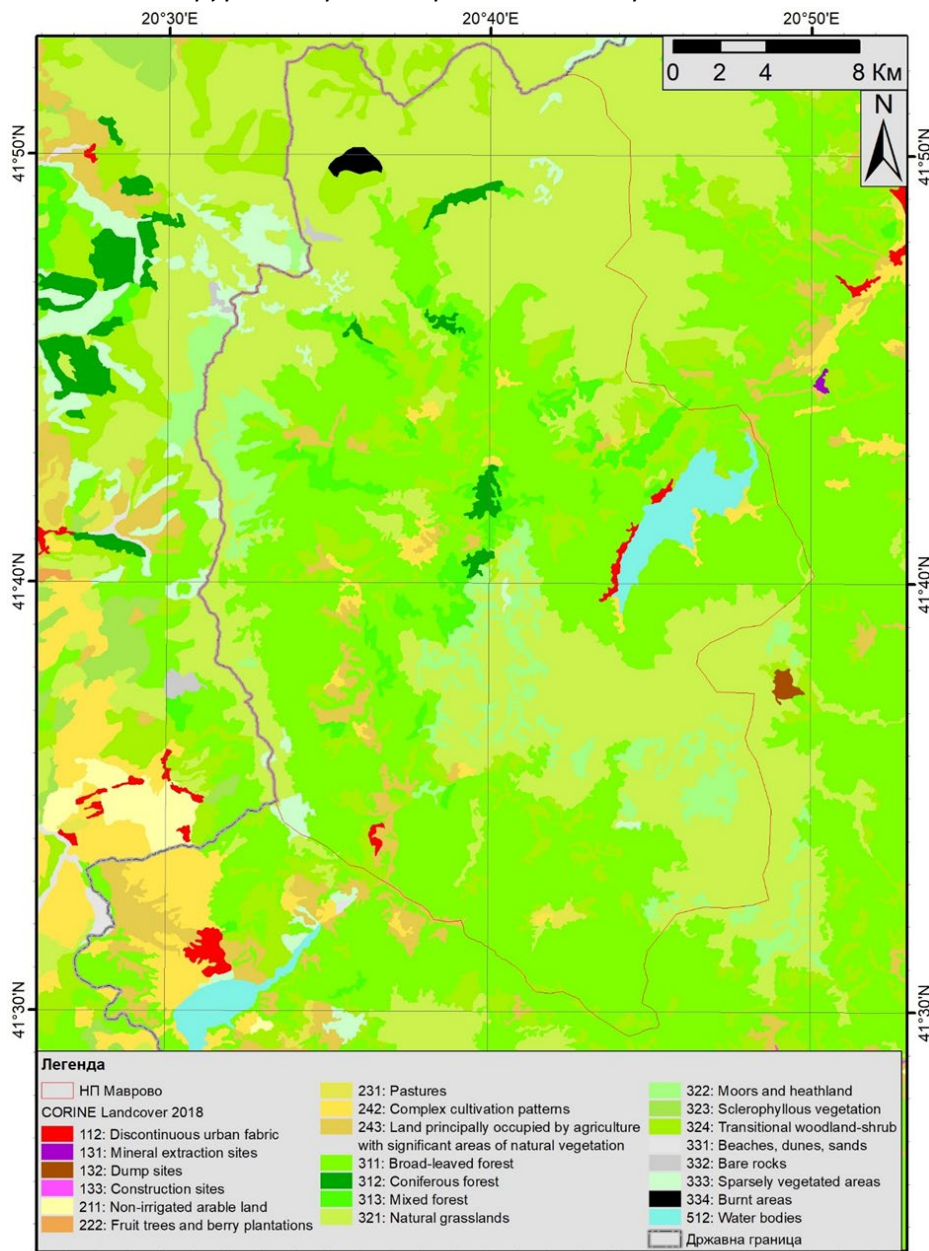 20°30'E 20°40'E 20°50'E
0 2 4 8 Км
N
41°50'N 41°50'N
41°40'N 41°40'N
41°30'N 41°30'N
Легенда
НП Маврово
CORINE Landcover 2018
112: Discontinuous urban fabric
131: Mineral extraction sites
132: Dump sites
133: Construction sites
211: Non-irrigated arable land
222: Fruit trees and berry plantations
231: Pastures
242: Complex cultivation patterns
243: Land principally occupied by agriculture
with significant areas of natural vegetation
311: Broad-leaved forest
312: Coniferous forest
313: Mixed forest
321: Natural grasslands
322: Moors and heathland
323: Sclerophyllous vegetation
324: Transitional woodland-shrub
331: Beaches, dunes, sands
332: Bare rocks
333: Sparsely vegetated areas
334: Burnt areas
512: Water bodies
Државна граница